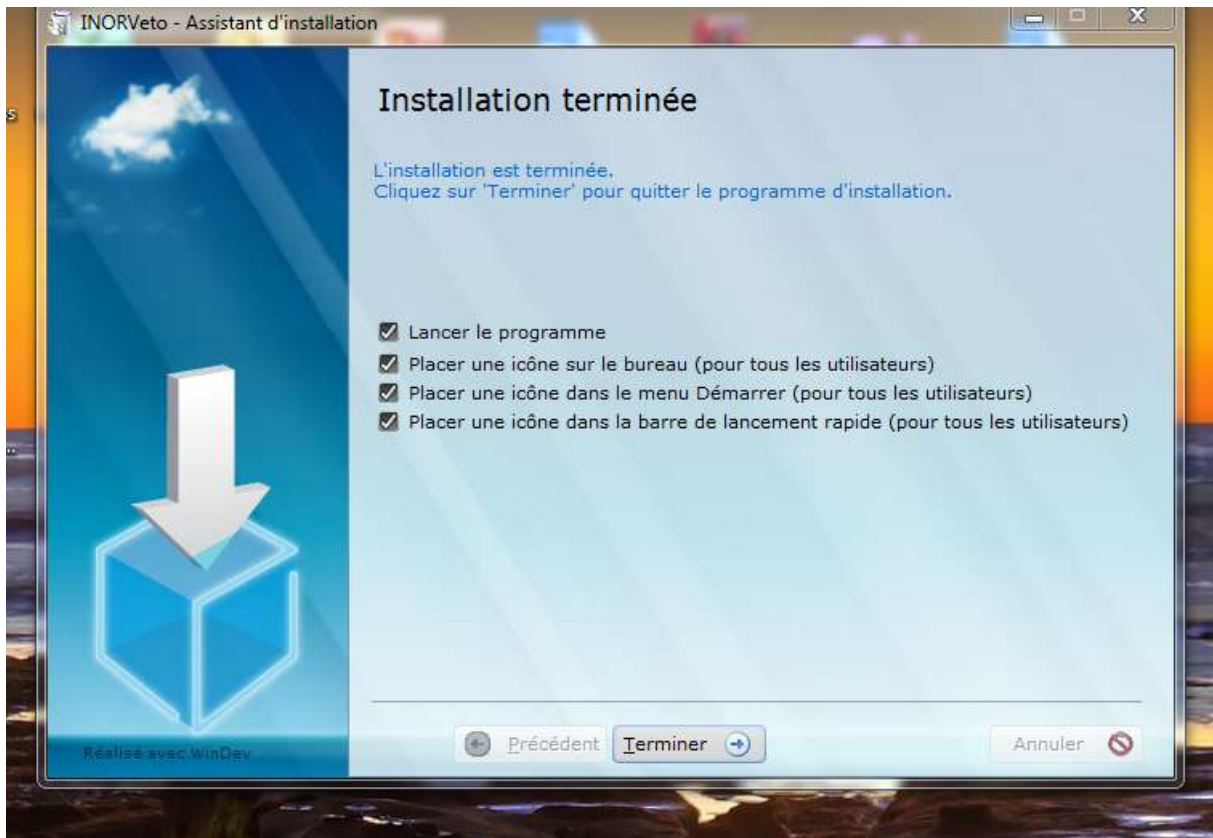 INORVeto - Assistant d'installation
Installation terminée
L'installation est terminée.
Cliquez sur 'Terminer' pour quitter le programme d'installation.
Lancer le programme
Placer une icône sur le bureau (pour tous les utilisateurs)
Placer une icône dans le menu Démarrer (pour tous les utilisateurs)
Placer une icône dans la barre de lancement rapide (pour tous les utilisateurs)
Réalisé avec WinDev
Précédent Terminer Annuler